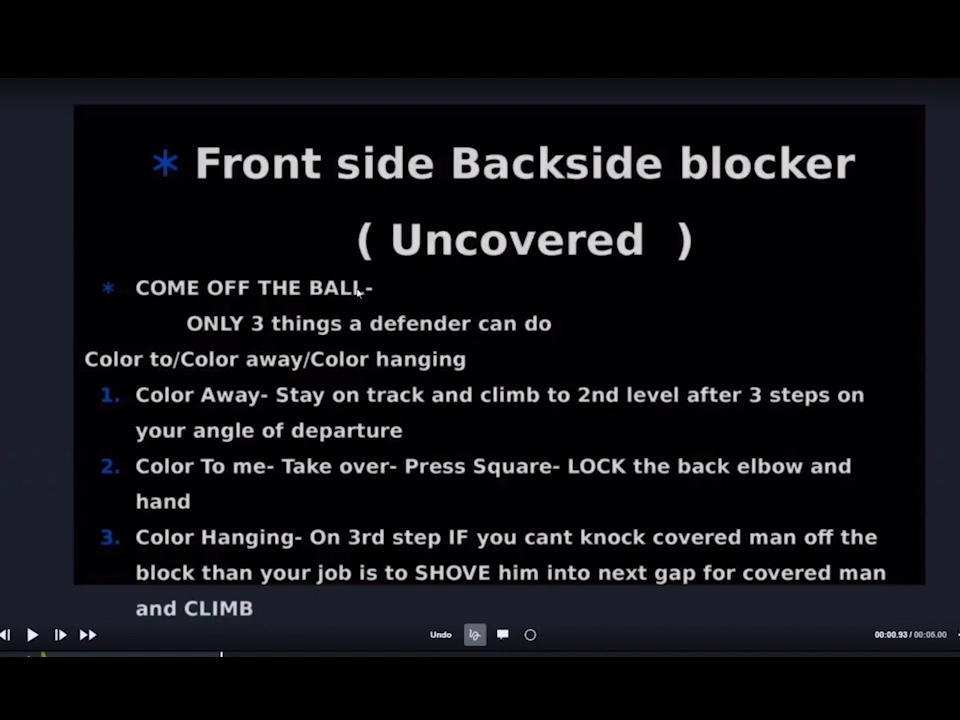 * Front side Backside blocker
( Uncovered )
* COME OFF THE BALL-
ONLY 3 things a defender can do
Color to/Color away/Color hanging
1. Color Away- Stay on track and climb to 2nd level after 3 steps on
your angle of departure
2. Color To me- Take over- Press Square- LOCK the back elbow and
hand
3. Color Hanging- On 3rd step IF you cant knock covered man off the
block than your job is to SHOVE him into next gap for covered man
and CLIMB
Undo
00:00.93 / 00:05.00